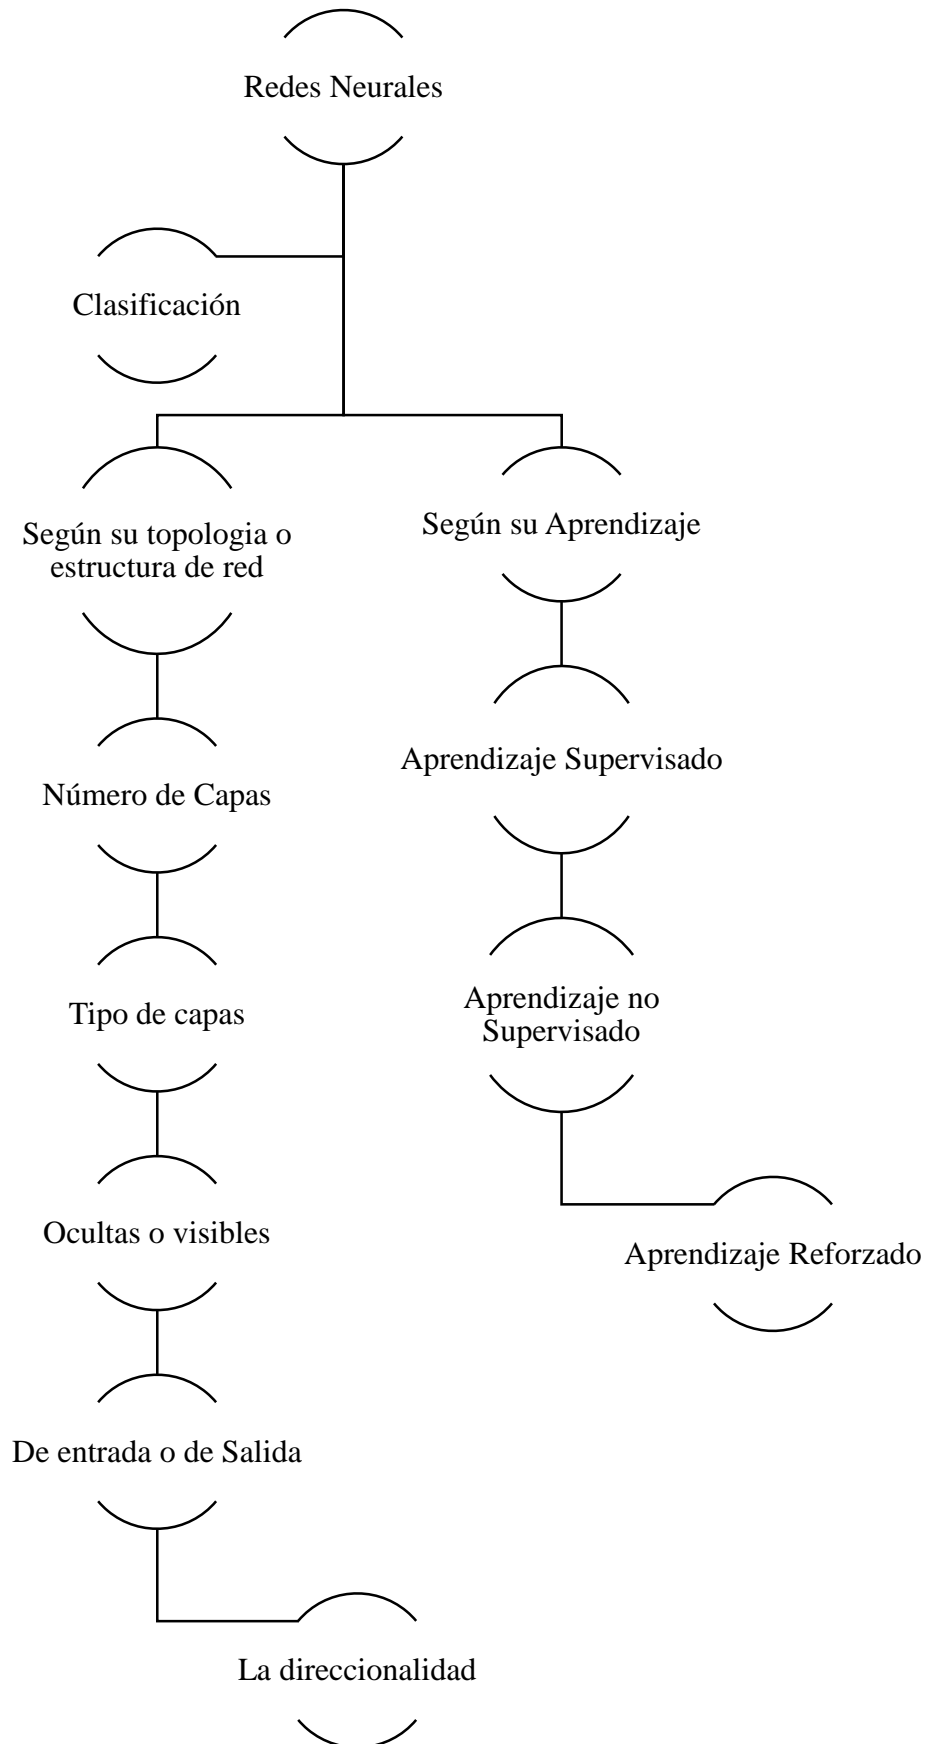 Redes Neurales
Clasificación
Según su topologia o
estructura de red
Número de Capas
Tipo de capas
Ocultas o visibles
De entrada o de Salida
La direccionalidad
Según su Aprendizaje
Aprendizaje Supervisado
Aprendizaje no
Supervisado
Aprendizaje Reforzado